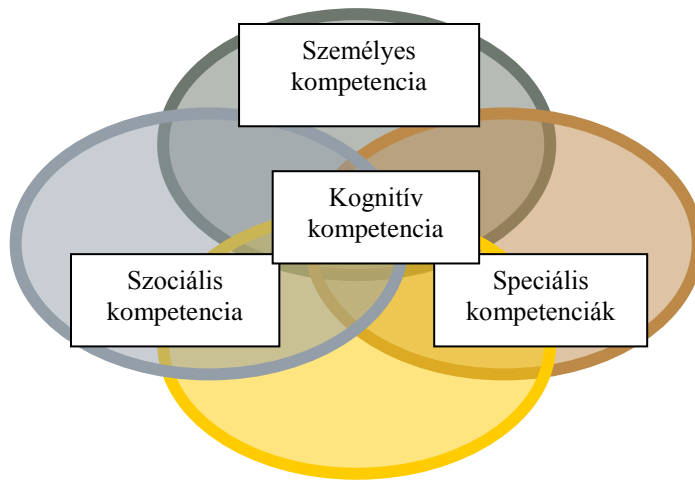 Személyes
kompetencia
Kognitív
kompetencia
Szociális
kompetencia
Speciális
kompetenciák